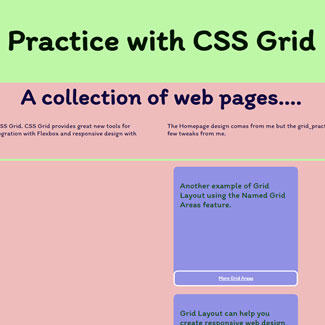 Practice with CSS Grid
A collection of web pages....
SS Grid. CSS Grid provides great new tools for
gration with Flexbox and responsive design with
The Homepage design comes from me but the grid_prac
few tweaks from me.
Another example of Grid
Layout using the Named Grid
Areas feature.
More Grid Areas
Grid Layout can help you
create responsive web design